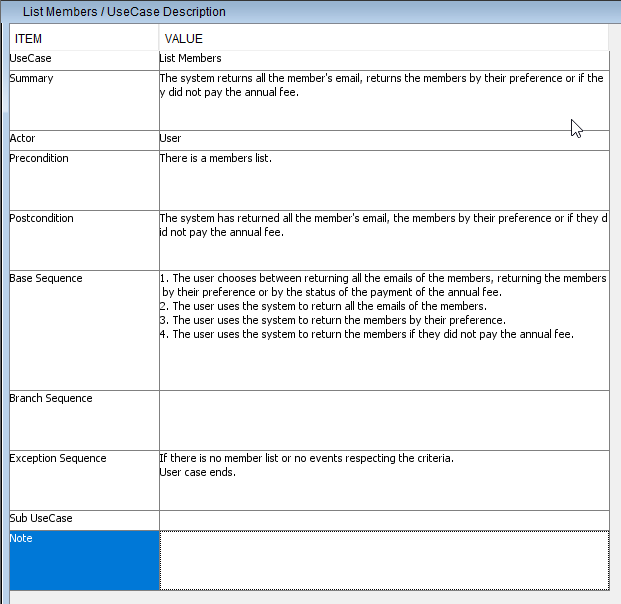 List Members / UseCase Description
ITEM VALUE
UseCase List Members
Summary The system returns all the member's email, returns the members by their preference or if the
y did not pay the annual fee.
Actor User
Precondition There is a members list.
Postcondition The system has returned all the member's email, the members by their preference or if they d
id not pay the annual fee.
Base Sequence 1. The user chooses between returning all the emails of the members, returning the members
by their preference or by the status of the payment of the annual fee.
2. The user uses the system to return all the emails of the members.
3. The user uses the system to return the members by their preference.
4. The user uses the system to return the members if they did not pay the annual fee.
Branch Sequence
Exception Sequence If there is no member list or no events respecting the criteria.
User case ends.
Sub UseCase
Note